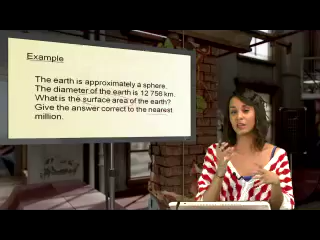 Example
The earth is approximately a sphere.
The diameter of the earth is 12 756 km.
What is the surface area of the earth?
Give the answer correct to the nearest
million.